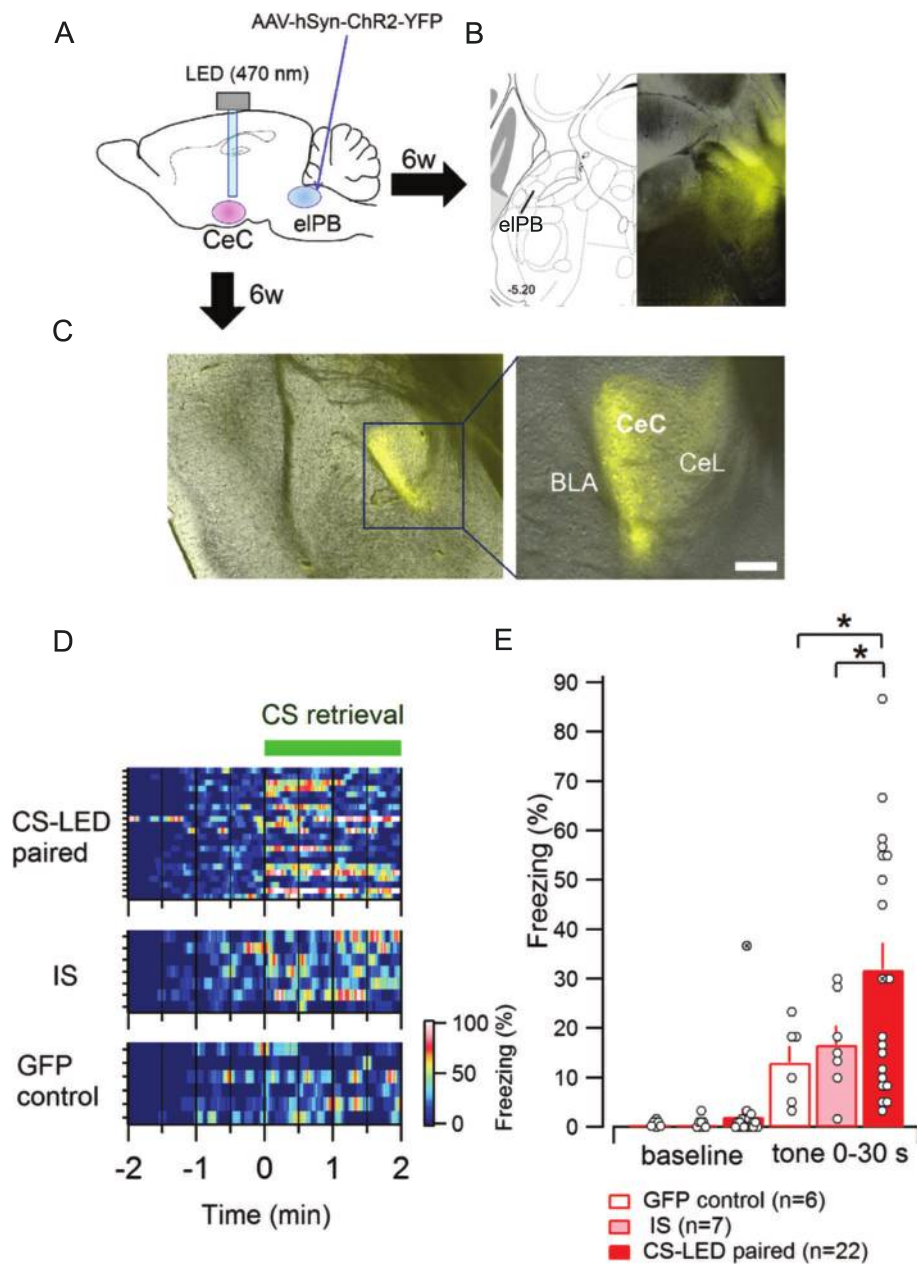 A
AAV-hSyn-ChR2-YFP
LED (470 nm)
CeC
elPB
6w
6w
B
elPB
-5.20
C
CeC
BLA
CeL
D
CS retrieval
CS-LED
paired
IS
GFP
control
100
50
0
Freezing (%)
-2
-1
0
1
2
Time (min)
E
*
*
90
80
70
60
50
40
30
20
10
0
Freezing (%)
baseline
tone 0-30 s
GFP control (n=6)
IS (n=7)
CS-LED paired (n=22)